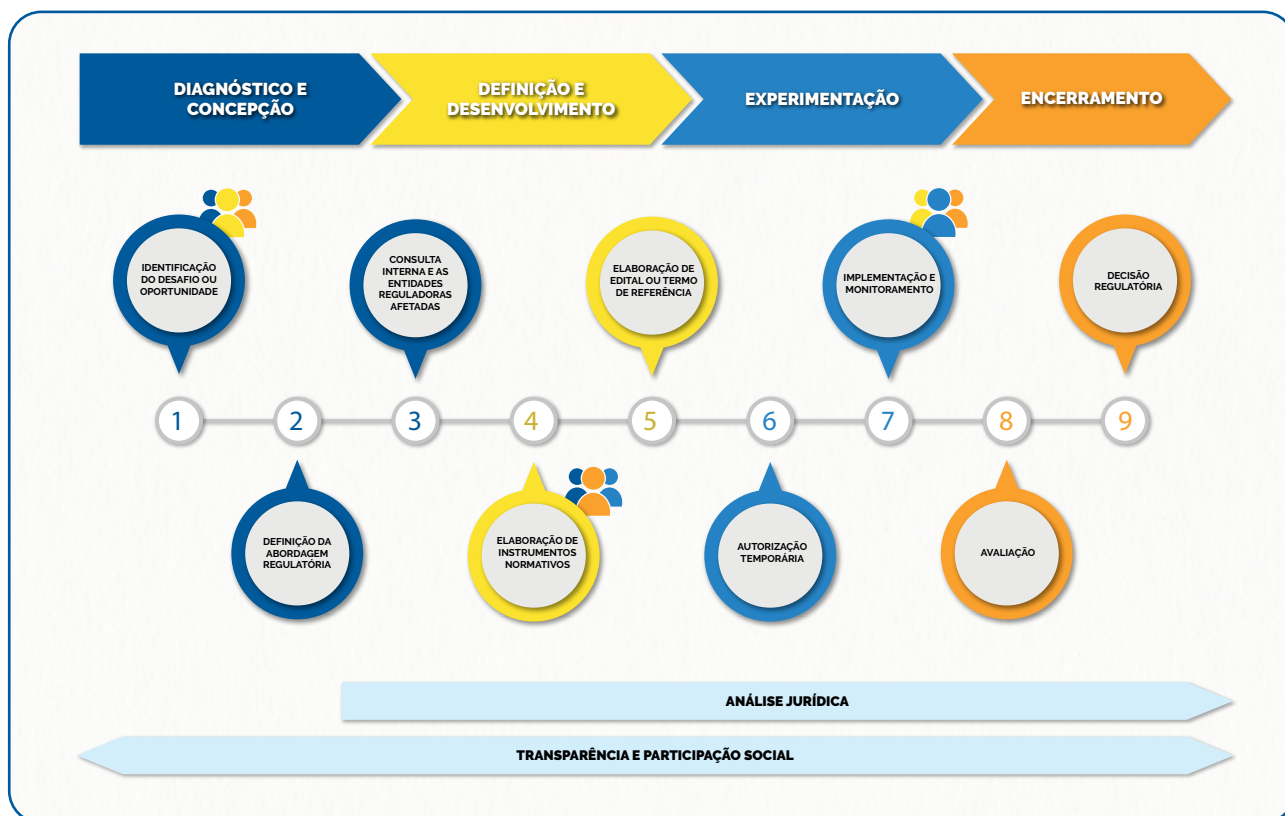 DIAGNÓSTICO E
CONCEPÇÃO
DEFINIÇÃO E
DESENVOLVIMENTO
EXPERIMENTAÇÃO
ENCERRAMENTO
IDENTIFICAÇÃO
DO DESAFIO OU
OPORTUNIDADE
CONSULTA
INTERNA E AS
ENTIDADES
REGULADORAS
AFETADAS
ELABORAÇÃO DE
EDITAL OU TERMO
DE REFERÊNCIA
IMPLEMENTAÇÃO E
MONITORAMENTO
DECISÃO
REGULATÓRIA
1
2
3
4
5
6
7
8
9
DEFINIÇÃO DA
ABORDAGEM
REGULATÓRIA
ELABORAÇÃO DE
INSTRUMENTOS
NORMATIVOS
AUTORIZAÇÃO
TEMPORÁRIA
AVALIAÇÃO
ANÁLISE JURÍDICA
TRANSPARÊNCIA E PARTICIPAÇÃO SOCIAL